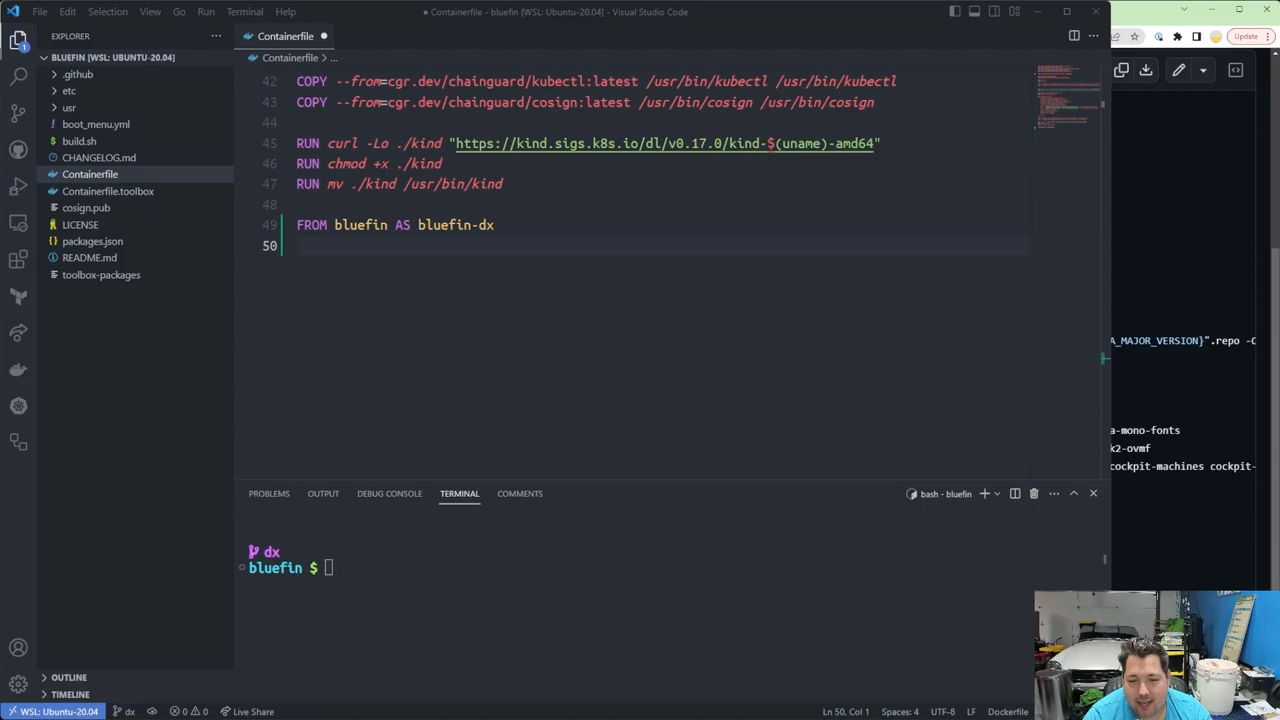 File Edit Selection View Go Run Terminal Help
● Containerfile - bluefin [WSL: Ubuntu-20.04] - Visual Studio Code
Update
EXPLORER
Containerfile
BLUEFIN [WSL: UBUNTU-20.04]
Containerfile > ...
.github
etc
usr
boot_menu.yml
build.sh
CHANGELOG.md
Containerfile
Containerfile.toolbox
cosign.pub
LICENSE
packages.json
README.md
toolbox-packages
42 COPY --from=cgr.dev/chainguard/kubectl:latest /usr/bin/kubectl /usr/bin/kubectl
43 COPY --from=cgr.dev/chainguard/cosign:latest /usr/bin/cosign /usr/bin/cosign
44
45 RUN curl -Lo ./kind "https://kind.sigs.k8s.io/dl/v0.17.0/kind-$(uname)-amd64"
46 RUN chmod +x ./kind
47 RUN mv ./kind /usr/bin/kind
48
49 FROM bluefin AS bluefin-dx
50
A_MAJOR_VERSION}".repo -
a-mono-fonts
k2-ovmf
cockpit-machines cockpit-
PROBLEMS OUTPUT DEBUG CONSOLE TERMINAL COMMENTS
bash - bluefin
dx
bluefin $
OUTLINE
TIMELINE
WSL: Ubuntu-20.04 dx 0 0 Live Share
Ln 50, Col 1 Spaces: 4 UTF-8 LF Dockerfile